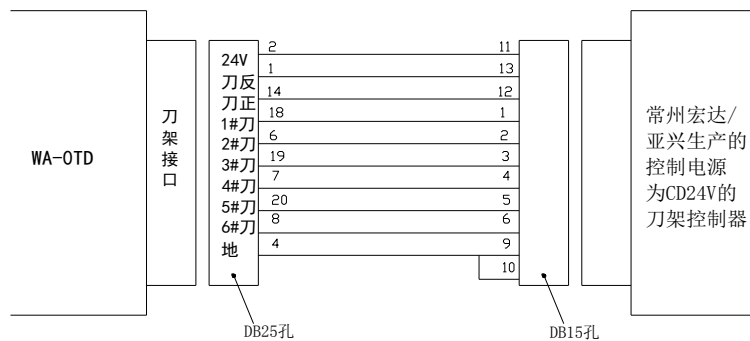 WA-0TD
刀架接口
24V
刀反
刀正
1#刀
2#刀
3#刀
4#刀
5#刀
6#刀
地
2
1
14
18
6
19
7
20
8
4
11
13
12
1
2
3
4
5
6
9
10
常州宏达/
亚兴生产的
控制电源
为CD24V的
刀架控制器
DB25孔
DB15孔